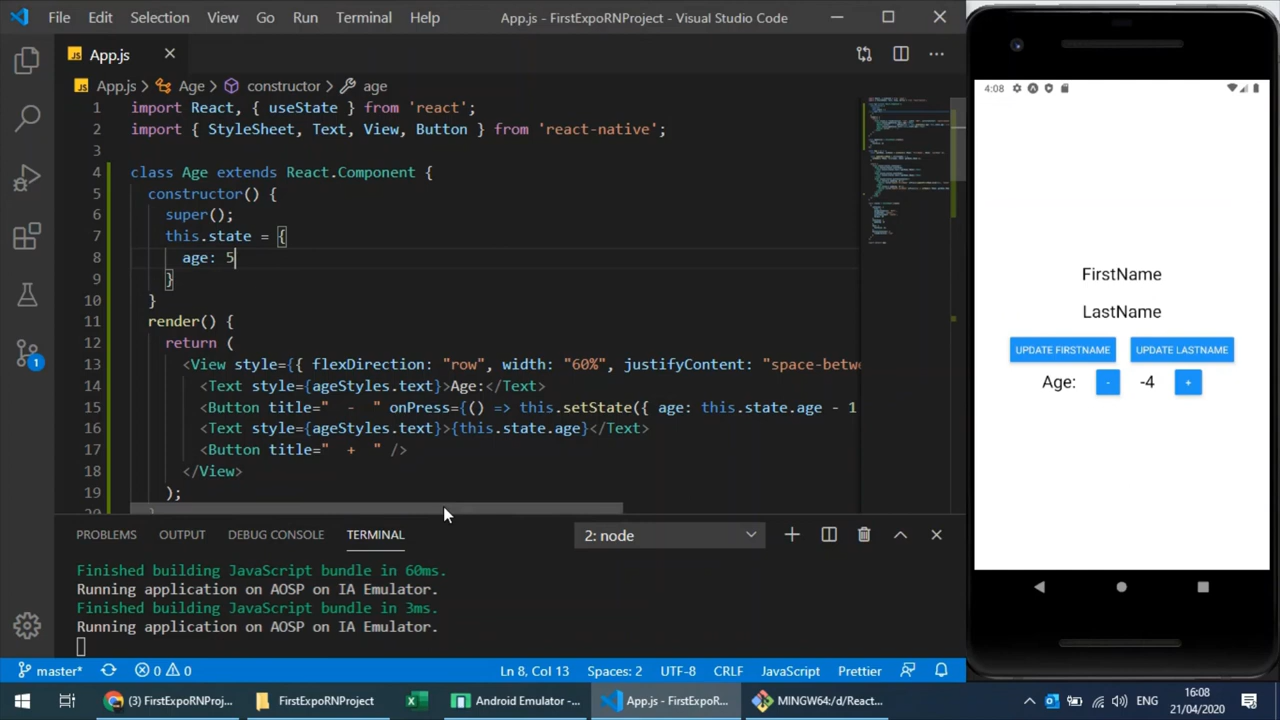 File Edit Selection View Go Run Terminal Help App.js - FirstExpoRNProject - Visual Studio Code
JS App.js
JS App.js > Age > constructor > age
1 import React, { useState } from 'react';
2 import { StyleSheet, Text, View, Button } from 'react-native';
3
4 class Age extends React.Component {
5 constructor() {
6 super();
7 this.state = {
8 age: 5
9 }
10 }
11 render() {
12 return (
13 <View style={{ flexDirection: "row", width: "60%", justifyContent: "space-betwe
14 <Text style={ageStyles.text}>Age:</Text>
15 <Button title=" - " onPress={() => this.setState({ age: this.state.age - 1
16 <Text style={ageStyles.text}>{this.state.age}</Text>
17 <Button title=" + " />
18 </View>
19 );
PROBLEMS OUTPUT DEBUG CONSOLE TERMINAL 2: node
Finished building JavaScript bundle in 60ms.
Running application on AOSP on IA Emulator.
Finished building JavaScript bundle in 3ms.
Running application on AOSP on IA Emulator.
1
master* 0 0 Ln 8, Col 13 Spaces: 2 UTF-8 CRLF JavaScript Prettier
(3) FirstExpoRNProj... FirstExpoRNProject Android Emulator -... App.js - FirstExpoR... MINGW64:/d/React... ENG 16:08
21/04/2020
4:08
FirstName
LastName
UPDATE FIRSTNAME UPDATE LASTNAME
Age: - -4 +